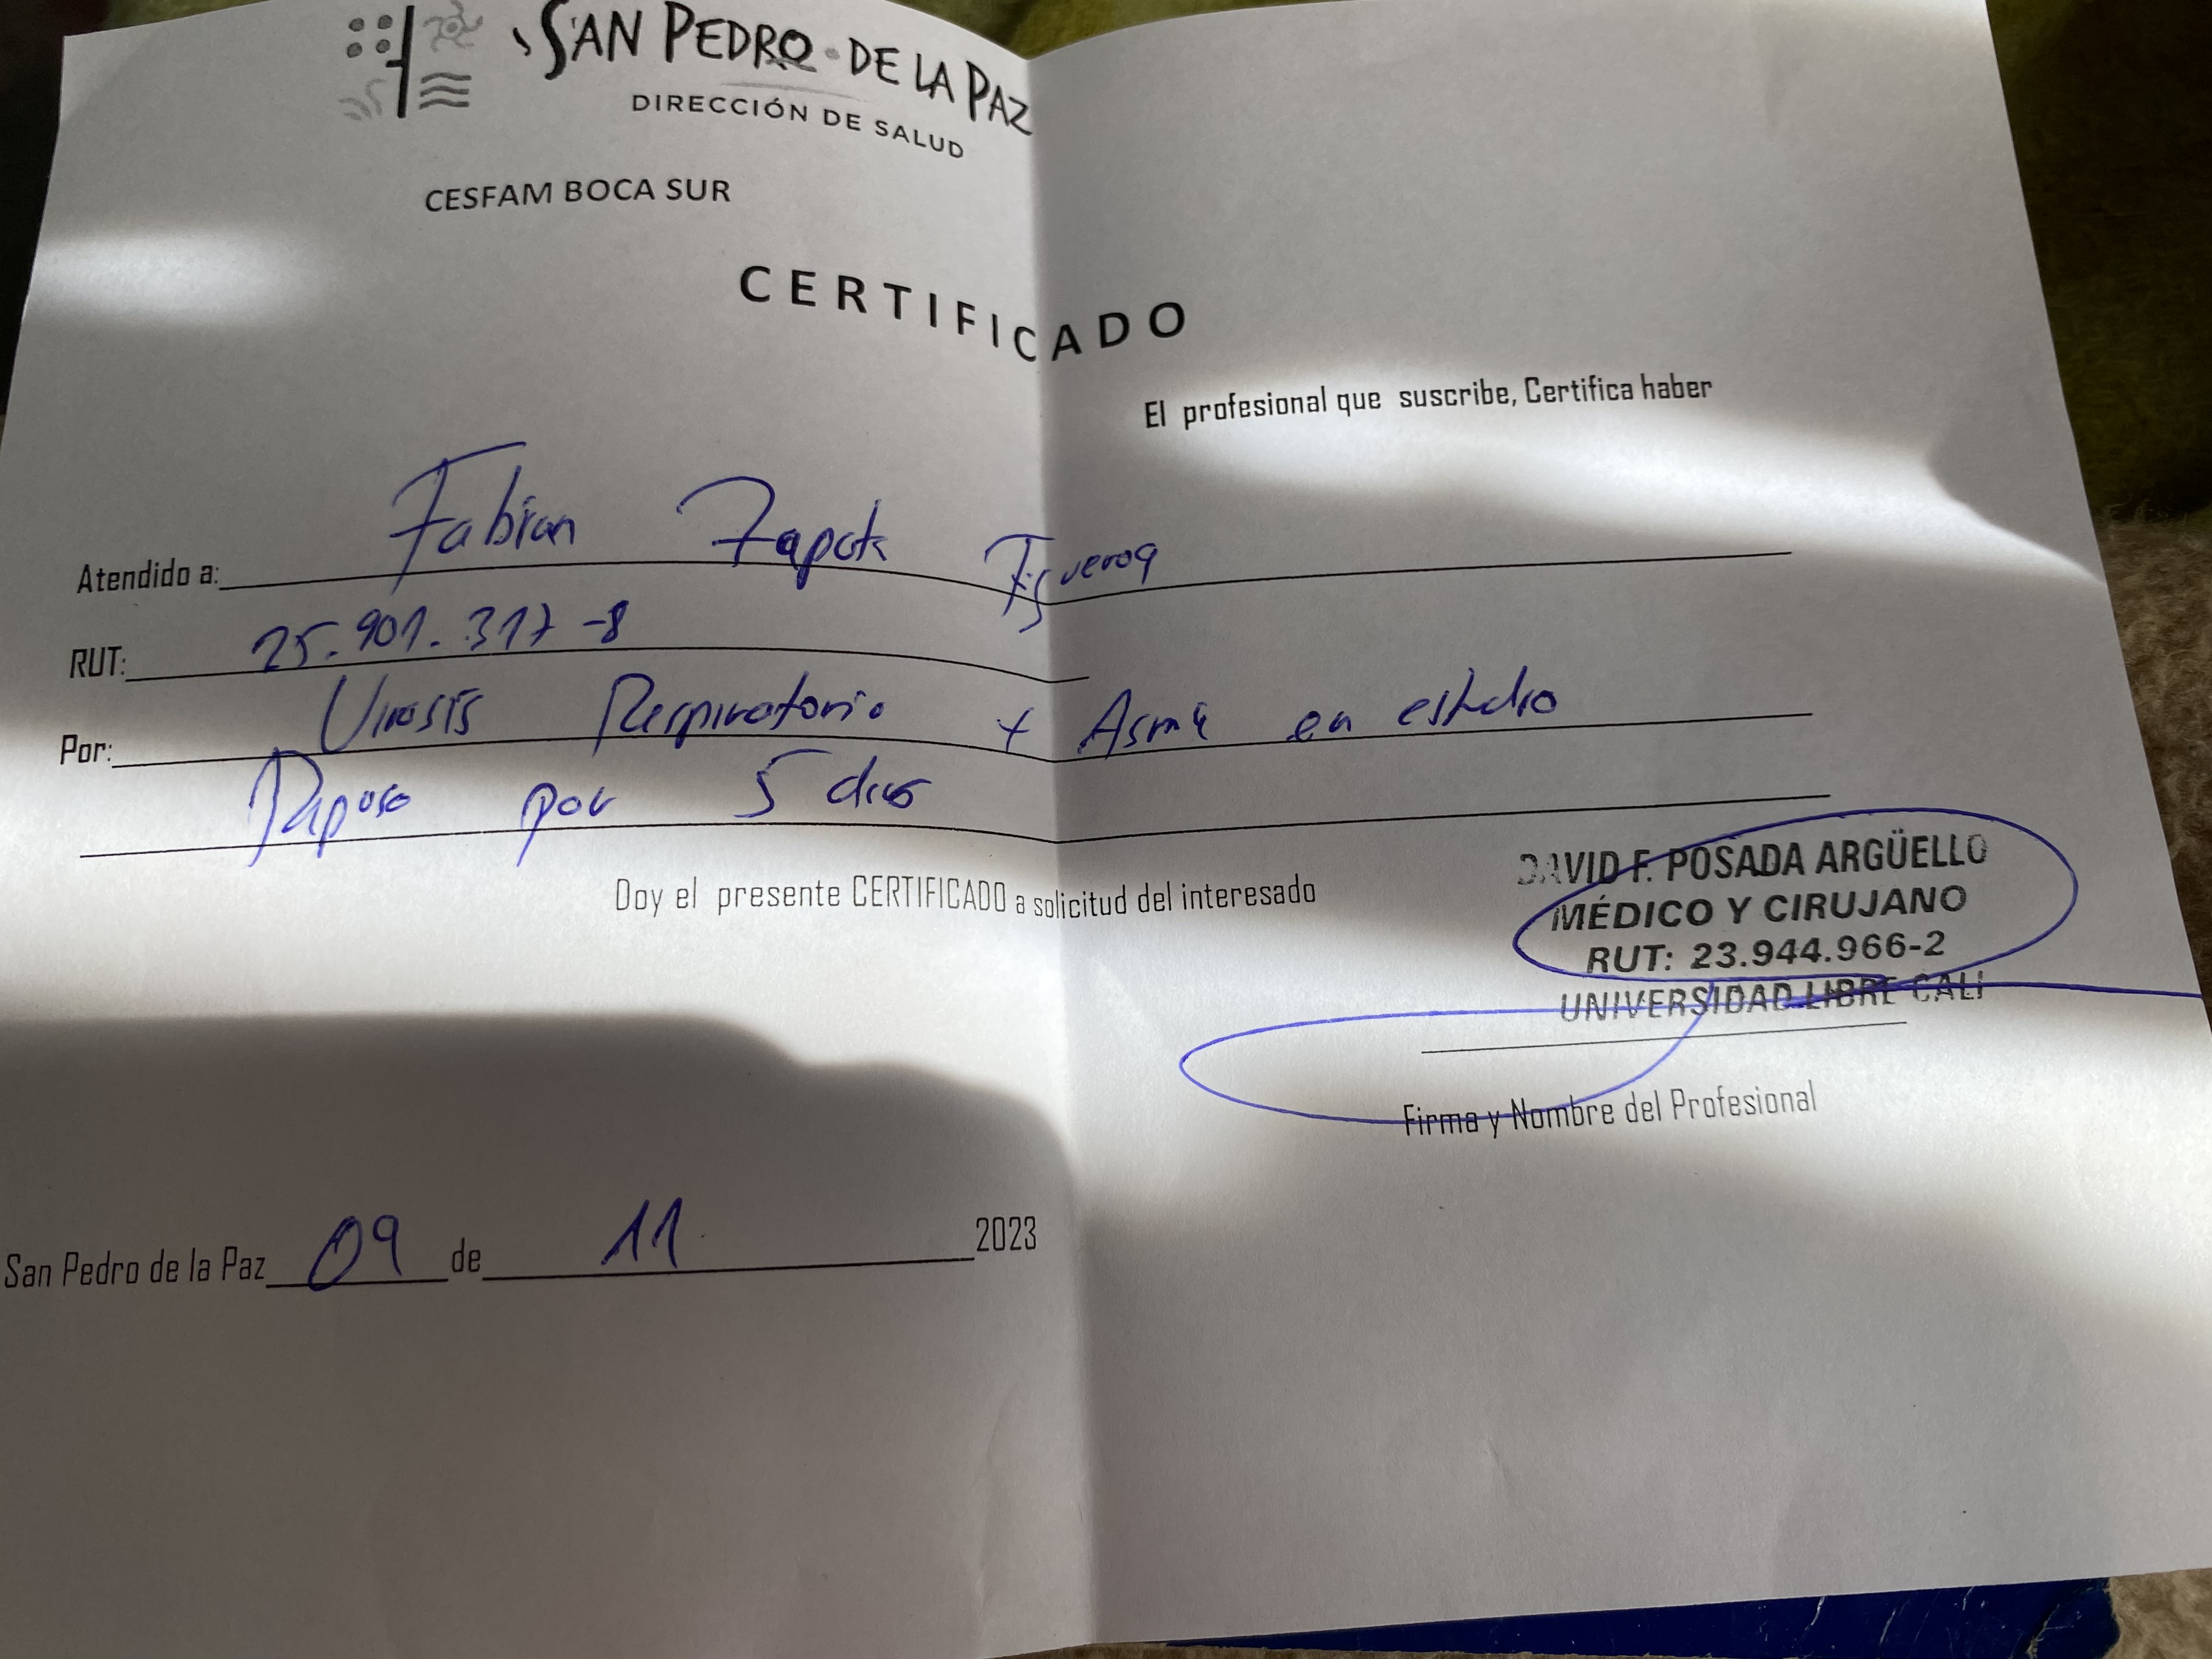 SAN PEDRO DE LA PAZ
DIRECCIÓN DE SALUD
CESFAM BOCA SUR
CERTIFICADO
El profesional que suscribe, Certifica haber
Atendido a: Fabian Zapata Figueroa
RUT: 25.901.317-8
Por: Virosis Respiratorio + Asma en estudio
Reposo por 5 dias
Doy el presente CERTIFICADO a solicitud del interesado
DAVID F. POSADA ARGÜELLO
MÉDICO Y CIRUJANO
RUT: 23.944.966-2
UNIVERSIDAD LIBRE CALI
Firma y Nombre del Profesional
San Pedro de la Paz 09 de 11 2023